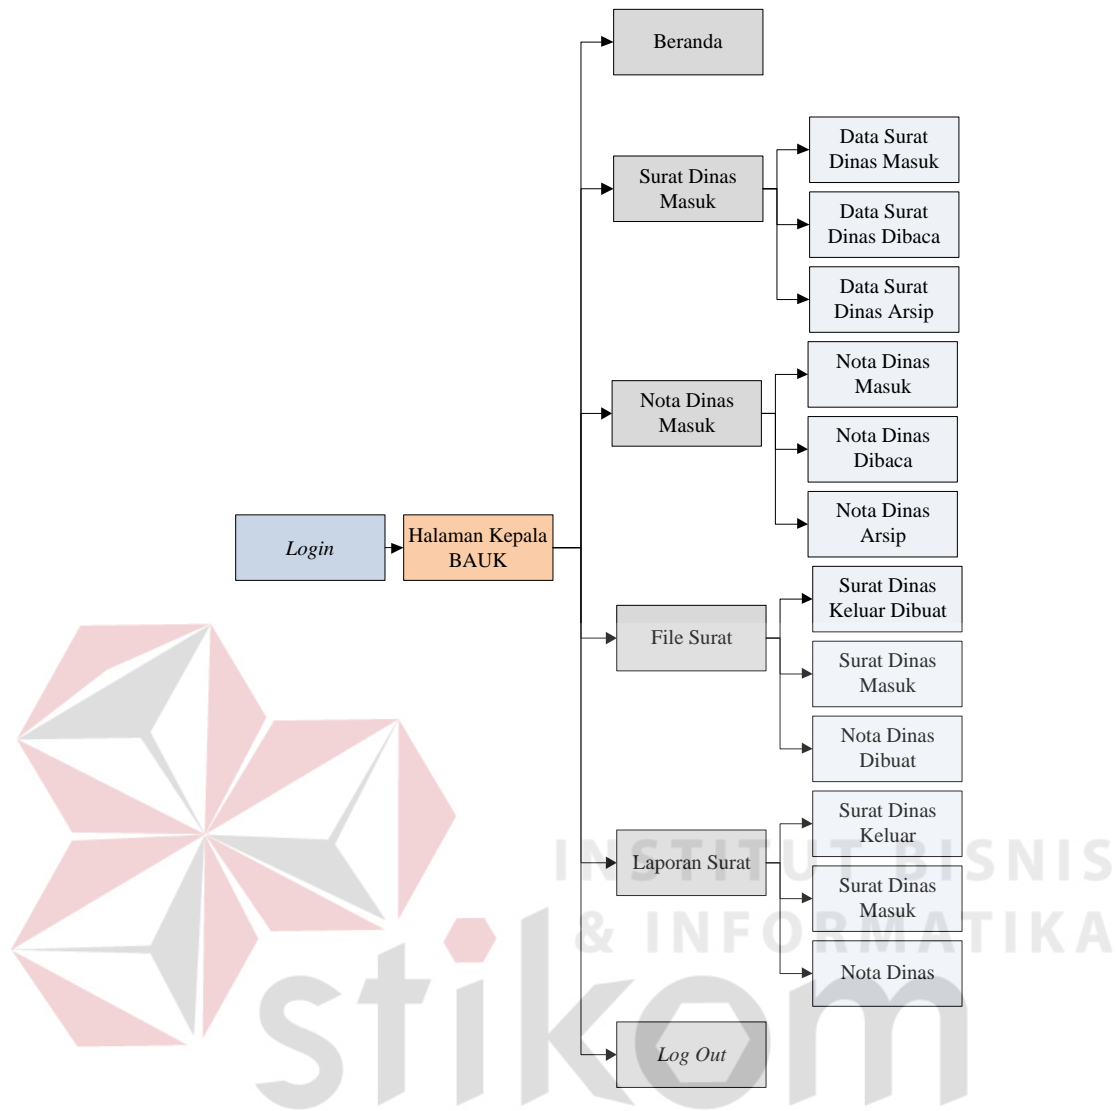 Beranda
Surat Dinas
Masuk
Data Surat
Dinas Masuk
Data Surat
Dinas Dibaca
Data Surat
Dinas Arsip
Nota Dinas
Masuk
Nota Dinas
Masuk
Nota Dinas
Dibaca
Nota Dinas
Arsip
Login
Halaman Kepala
BAUK
File Surat
Surat Dinas
Keluar Dibuat
Surat Dinas
Masuk
Nota Dinas
Dibuat
Laporan Surat
Surat Dinas
Keluar
Surat Dinas
Masuk
Nota Dinas
Log Out
INSTITUT BISNIS
& INFORMATIKA
stikom